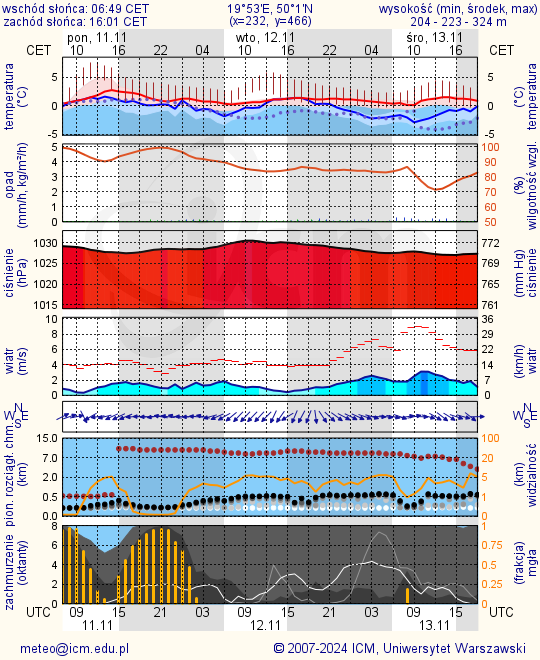 wschód słońca: 06:49 CET 19°53'E, 50°1'N wysokość (min, środek, max)
zachód słońca: 16:01 CET (x=232, y=466) 204 - 223 - 324 m
pon, 11.11 wto, 12.11 śro, 13.11
CET 10 16 22 04 10 16 22 04 10 16 CET
temperatura (°C)
5
0
-5
5
0
-5
temperatura (°C)
opad (mm/h, kg/m²/h)
5
4
3
2
1
0
100
90
80
70
60
50
(%) wilgotność wzgl.
ciśnienie (hPa)
1030
1025
1020
1015
772
769
765
761
(mm Hg) ciśnienie
wiatr (m/s)
10
8
6
4
2
0
36
29
22
14
7
0
(km/h) wiatr
N
W E
S
N
W E
S
pion. rozciągł. chm. (km)
15.0
7.0
2.0
0.5
0.2
0.0
100
20
5
1
0
(km) widzialność
zachmurzenie (oktanty)
8
6
4
2
0
1
0.75
0.5
0.25
0
(frakcja) mgła
UTC 09 15 21 03 09 15 21 03 09 15 UTC
11.11 12.11 13.11
meteo@icm.edu.pl © 2007-2024 ICM, Uniwersytet Warszawski